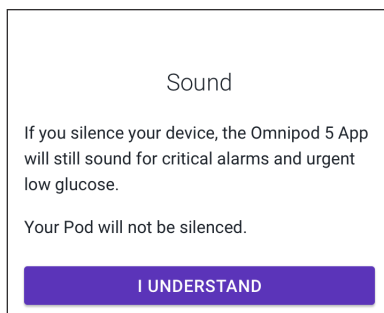 Sound
If you silence your device, the Omnipod 5 App
will still sound for critical alarms and urgent
low glucose.
Your Pod will not be silenced.
I UNDERSTAND